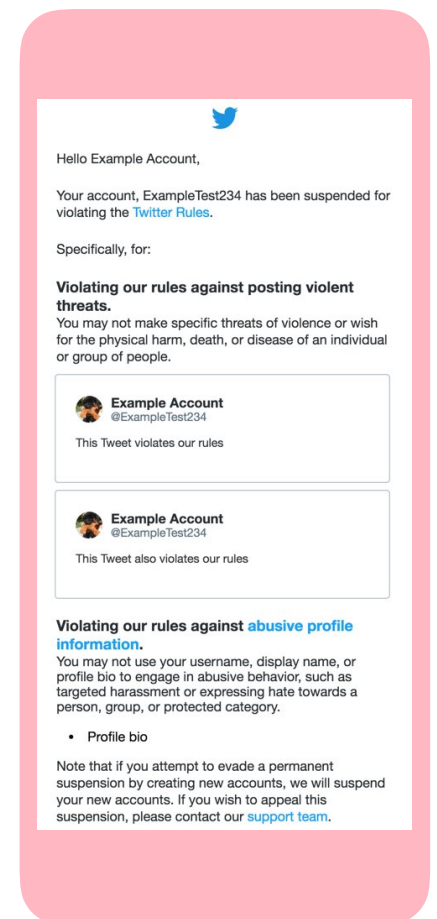 Hello Example Account,
Your account, ExampleTest234 has been suspended for
violating the Twitter Rules.
Specifically, for:
Violating our rules against posting violent
threats.
You may not make specific threats of violence or wish
for the physical harm, death, or disease of an individual
or group of people.
Example Account
@ExampleTest234
This Tweet violates our rules
Example Account
@ExampleTest234
This Tweet also violates our rules
Violating our rules against abusive profile
information.
You may not use your username, display name, or
profile bio to engage in abusive behavior, such as
targeted harassment or expressing hate towards a
person, group, or protected category.
• Profile bio
Note that if you attempt to evade a permanent
suspension by creating new accounts, we will suspend
your new accounts. If you wish to appeal this
suspension, please contact our support team.